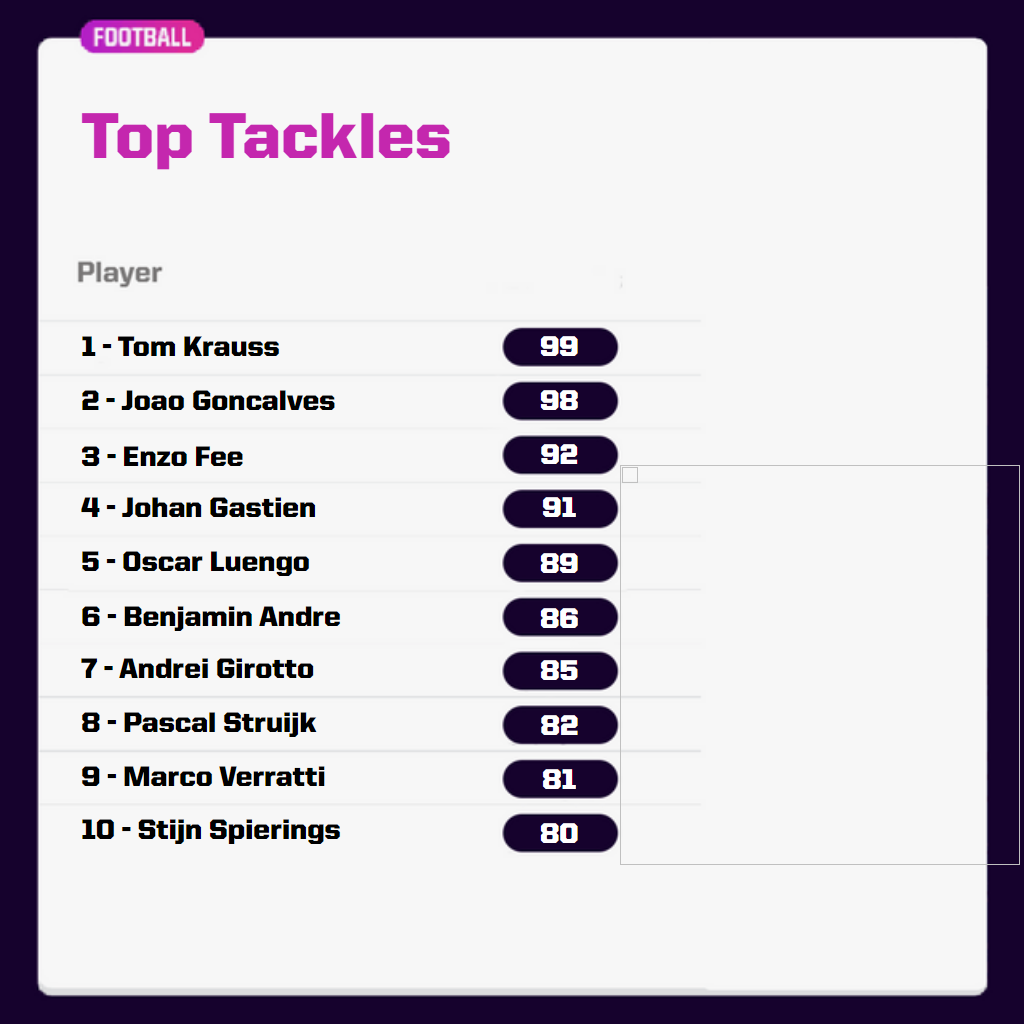 FOOTBALL
Top Tackles
Player
1 - Tom Krauss 99
2 - Joao Goncalves 98
3 - Enzo Fee 92
4 - Johan Gastien 91
5 - Oscar Luengo 89
6 - Benjamin Andre 86
7 - Andrei Girotto 85
8 - Pascal Struijk 82
9 - Marco Verratti 81
10 - Stijn Spierings 80